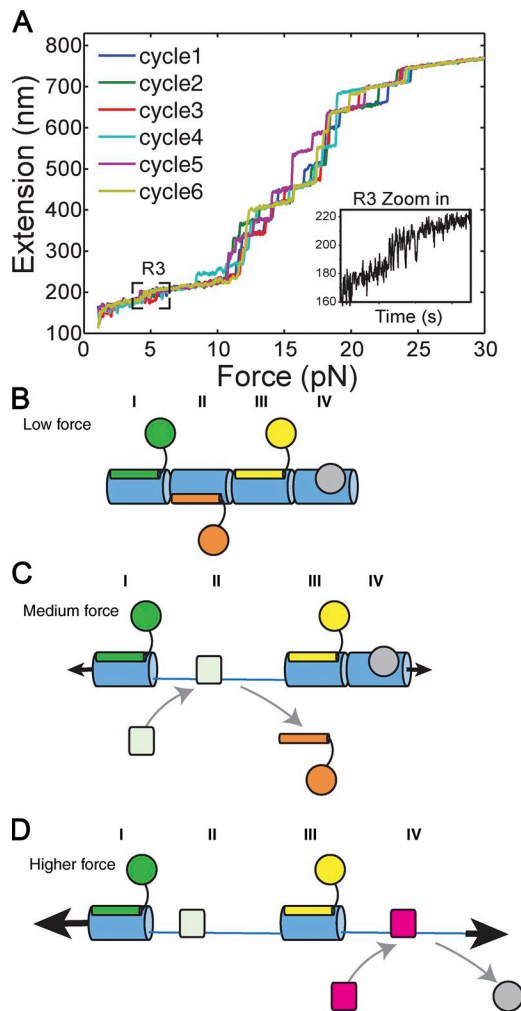 A
800
700
600
500
400
300
200
100
Extension (nm)
cycle1
cycle2
cycle3
cycle4
cycle5
cycle6
R3
R3 Zoom in
220
200
180
160
Time (s)
0 5 10 15 20 25 30
Force (pN)
B
I II III IV
Low force
C
I II III IV
Medium force
D
I II III IV
Higher force